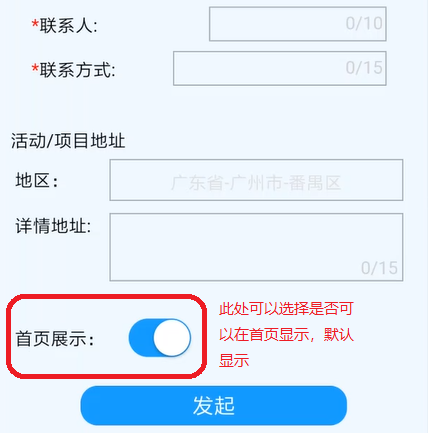 *联系人: 0/10
*联系方式: 0/15
活动/项目地址
地区： 广东省-广州市-番禺区
详情地址:
0/15
首页展示：
此处可以选择是否可
以在首页显示，默认
显示
发起